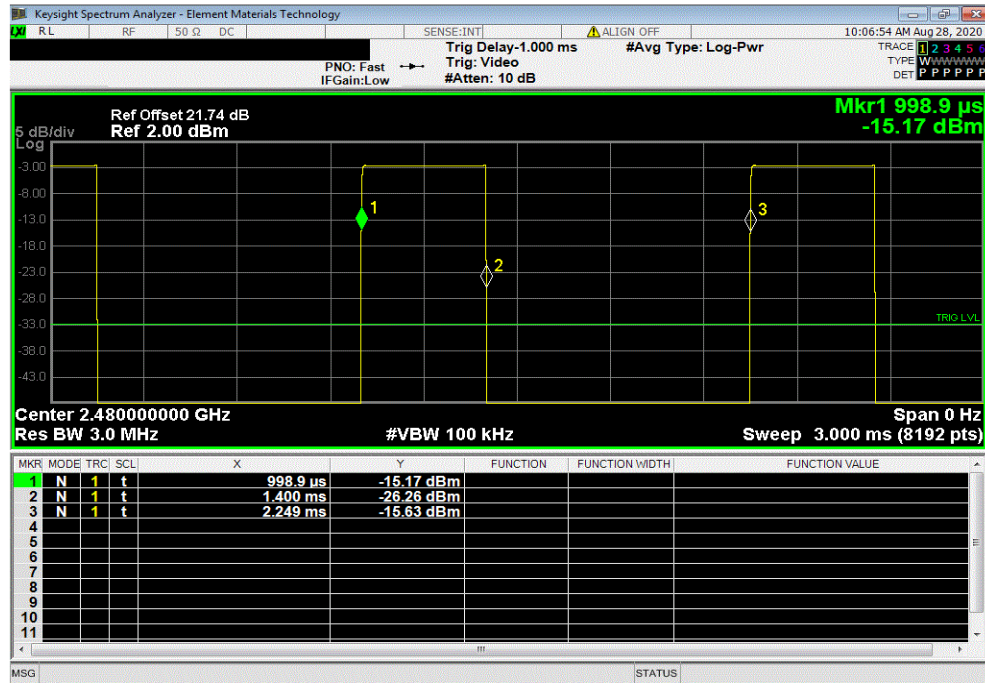 Keysight Spectrum Analyzer - Element Materials Technology
LXI RL RF 50 Ω DC SENSE:INT ALIGN OFF 10:06:54 AM Aug 28, 2020
Trig Delay-1.000 ms #Avg Type: Log-Pwr TRACE 1 2 3 4 5 6
PNO: Fast Trig: Video TYPE WWWWWW
IFGain:Low #Atten: 10 dB DET P P P P P P
Mkr1 998.9 µs
-15.17 dBm
Ref Offset 21.74 dB
5 dB/div Ref 2.00 dBm
Log
-3.00
-8.00
1
3
-13.0
-18.0
2
-23.0
-28.0
-33.0
TRIG LVL
-38.0
-43.0
Center 2.480000000 GHz Span 0 Hz
Res BW 3.0 MHz #VBW 100 kHz Sweep 3.000 ms (8192 pts)
MKR MODE TRC SCL X Y FUNCTION FUNCTION WIDTH FUNCTION VALUE
1 N 1 t 998.9 µs -15.17 dBm
2 N 1 t 1.400 ms -26.26 dBm
3 N 1 t 2.249 ms -15.63 dBm
4
5
6
7
8
9
10
11
MSG STATUS